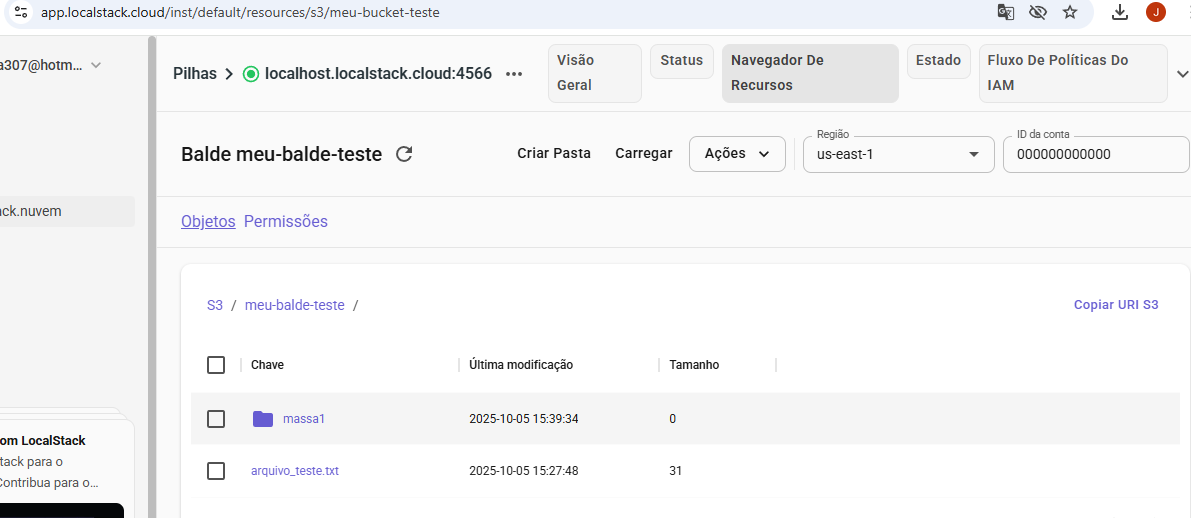 app.localstack.cloud/inst/default/resources/s3/meu-bucket-teste
J
a307@hotm...
Pilhas
localhost.localstack.cloud:4566
Visão
Geral
Status
Navegador De
Recursos
Estado
Fluxo De Políticas Do
IAM
Balde meu-balde-teste
Criar Pasta
Carregar
Ações
Região
us-east-1
ID da conta
000000000000
ack.nuvem
Objetos Permissões
S3 / meu-balde-teste /
Copiar URI S3
Chave Última modificação Tamanho
massa1 2025-10-05 15:39:34 0
arquivo_teste.txt 2025-10-05 15:27:48 31
om LocalStack
tack para o
Contribua para o...